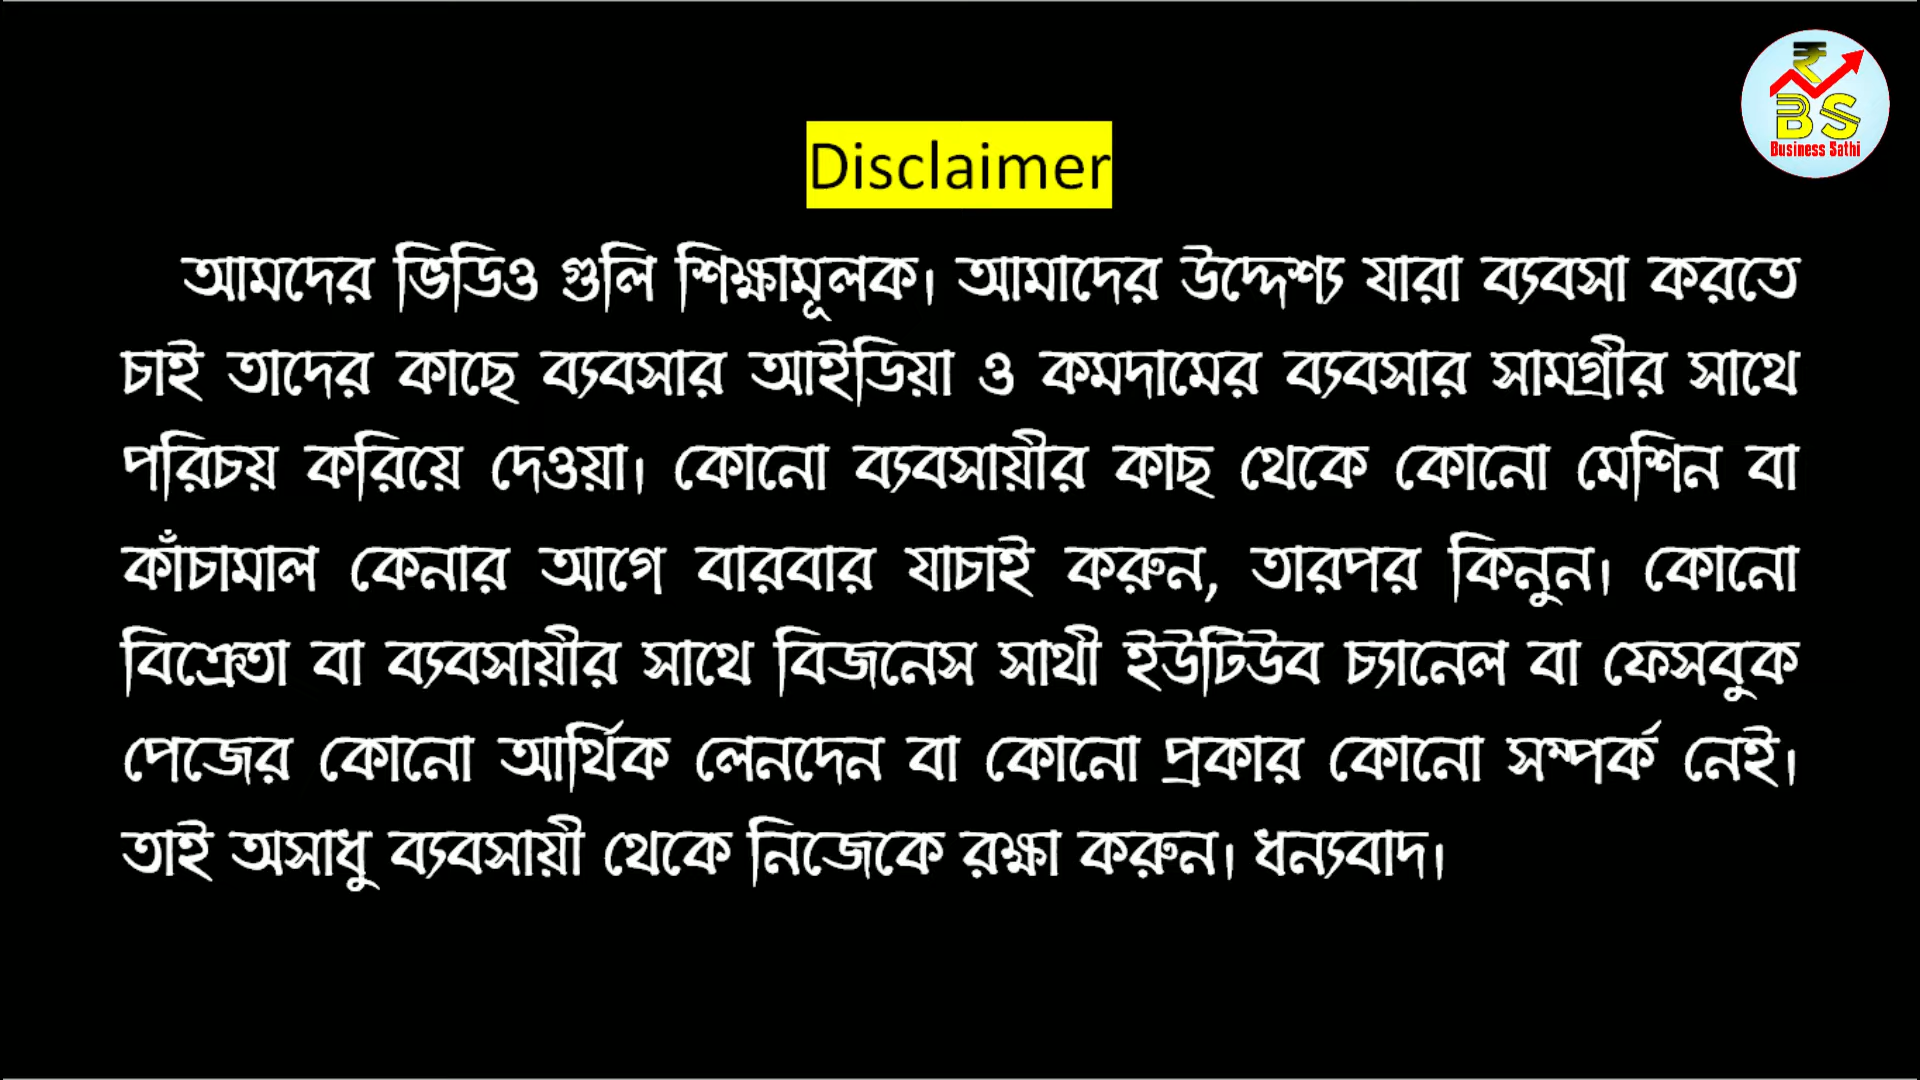 ₹
BS
Business Sathi
Disclaimer
আমদের ভিডিও গুলি শিক্ষামূলক। আমাদের উদ্দেশ্য যারা ব্যবসা করতে
চাই তাদের কাছে ব্যবসার আইডিয়া ও কমদামের ব্যবসার সামগ্রীর সাথে
পরিচয় করিয়ে দেওয়া। কোনো ব্যবসায়ীর কাছ থেকে কোনো মেশিন বা
কাঁচামাল কেনার আগে বারবার যাচাই করুন, তারপর কিনুন। কোনো
বিক্রেতা বা ব্যবসায়ীর সাথে বিজনেস সাথী ইউটিউব চ্যানেল বা ফেসবুক
পেজের কোনো আর্থিক লেনদেন বা কোনো প্রকার কোনো সম্পর্ক নেই।
তাই অসাধু ব্যবসায়ী থেকে নিজেকে রক্ষা করুন। ধন্যবাদ।